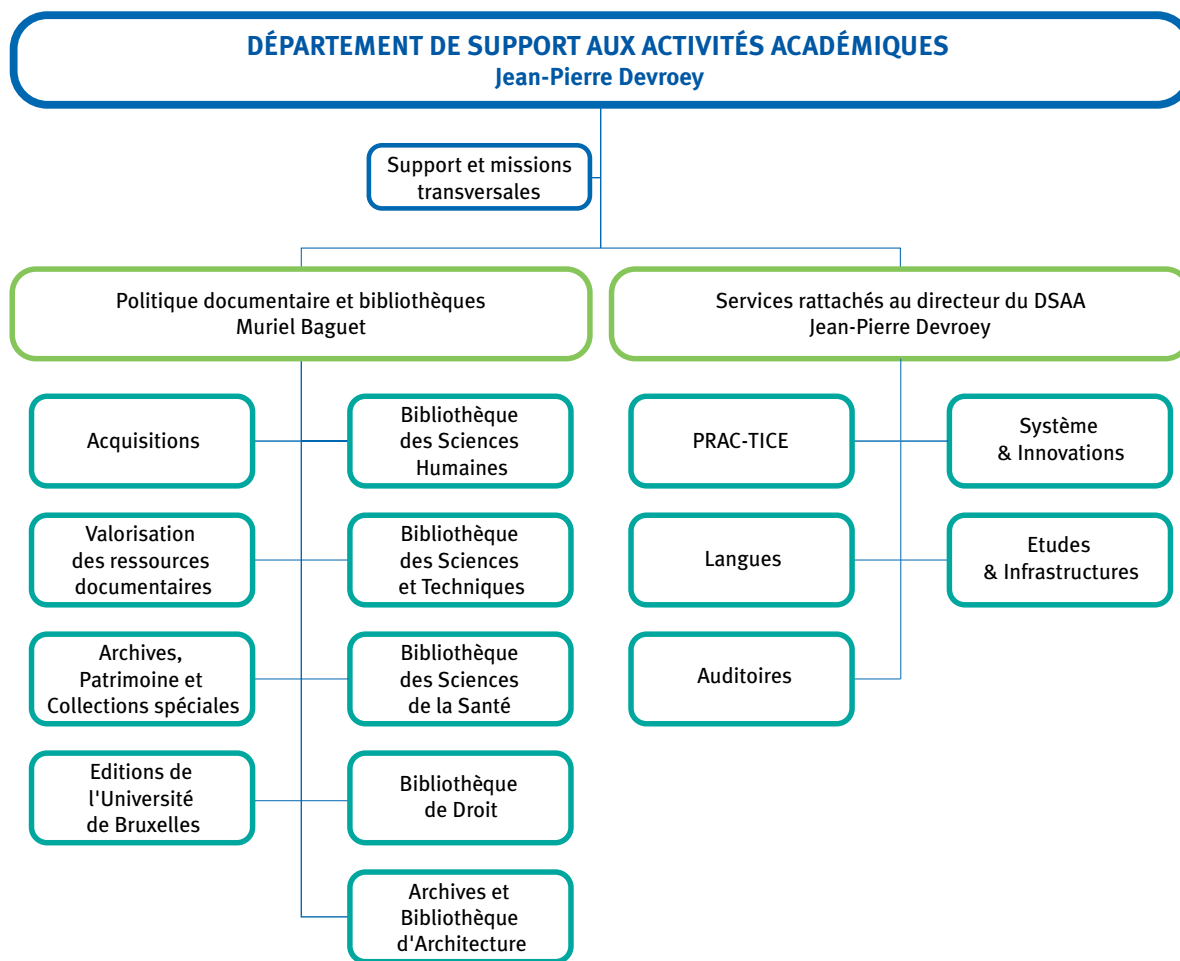 DÉPARTEMENT DE SUPPORT AUX ACTIVITÉS ACADÉMIQUES
Jean-Pierre Devroey
Support et missions
transversales
Politique documentaire et bibliothèques
Muriel Baguet
Services rattachés au directeur du DSAA
Jean-Pierre Devroey
Acquisitions
Bibliothèque
des Sciences
Humaines
PRAC-TICE
Système
& Innovations
Valorisation
des ressources
documentaires
Bibliothèque
des Sciences
et Techniques
Langues
Etudes
& Infrastructures
Archives,
Patrimoine et
Collections spéciales
Bibliothèque
des Sciences
de la Santé
Auditoires
Editions de
l'Université
de Bruxelles
Bibliothèque
de Droit
Archives et
Bibliothèque
d'Architecture